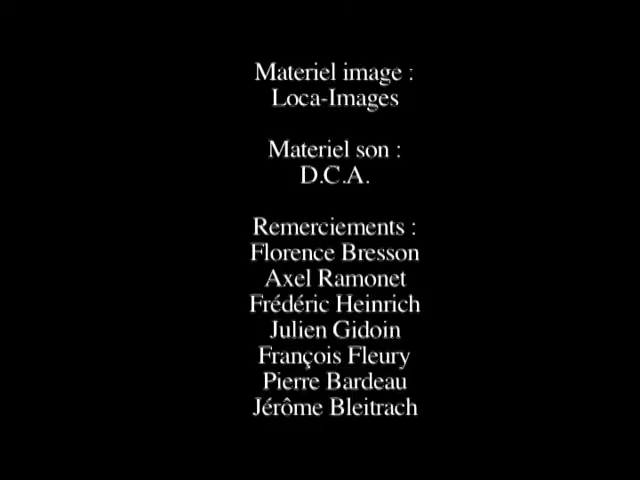 Materiel image :
Loca-Images
Materiel son :
D.C.A.
Remerciements :
Florence Bresson
Axel Ramonet
Frédéric Heinrich
Julien Gidoin
François Fleury
Pierre Bardeau
Jérôme Bleitrach